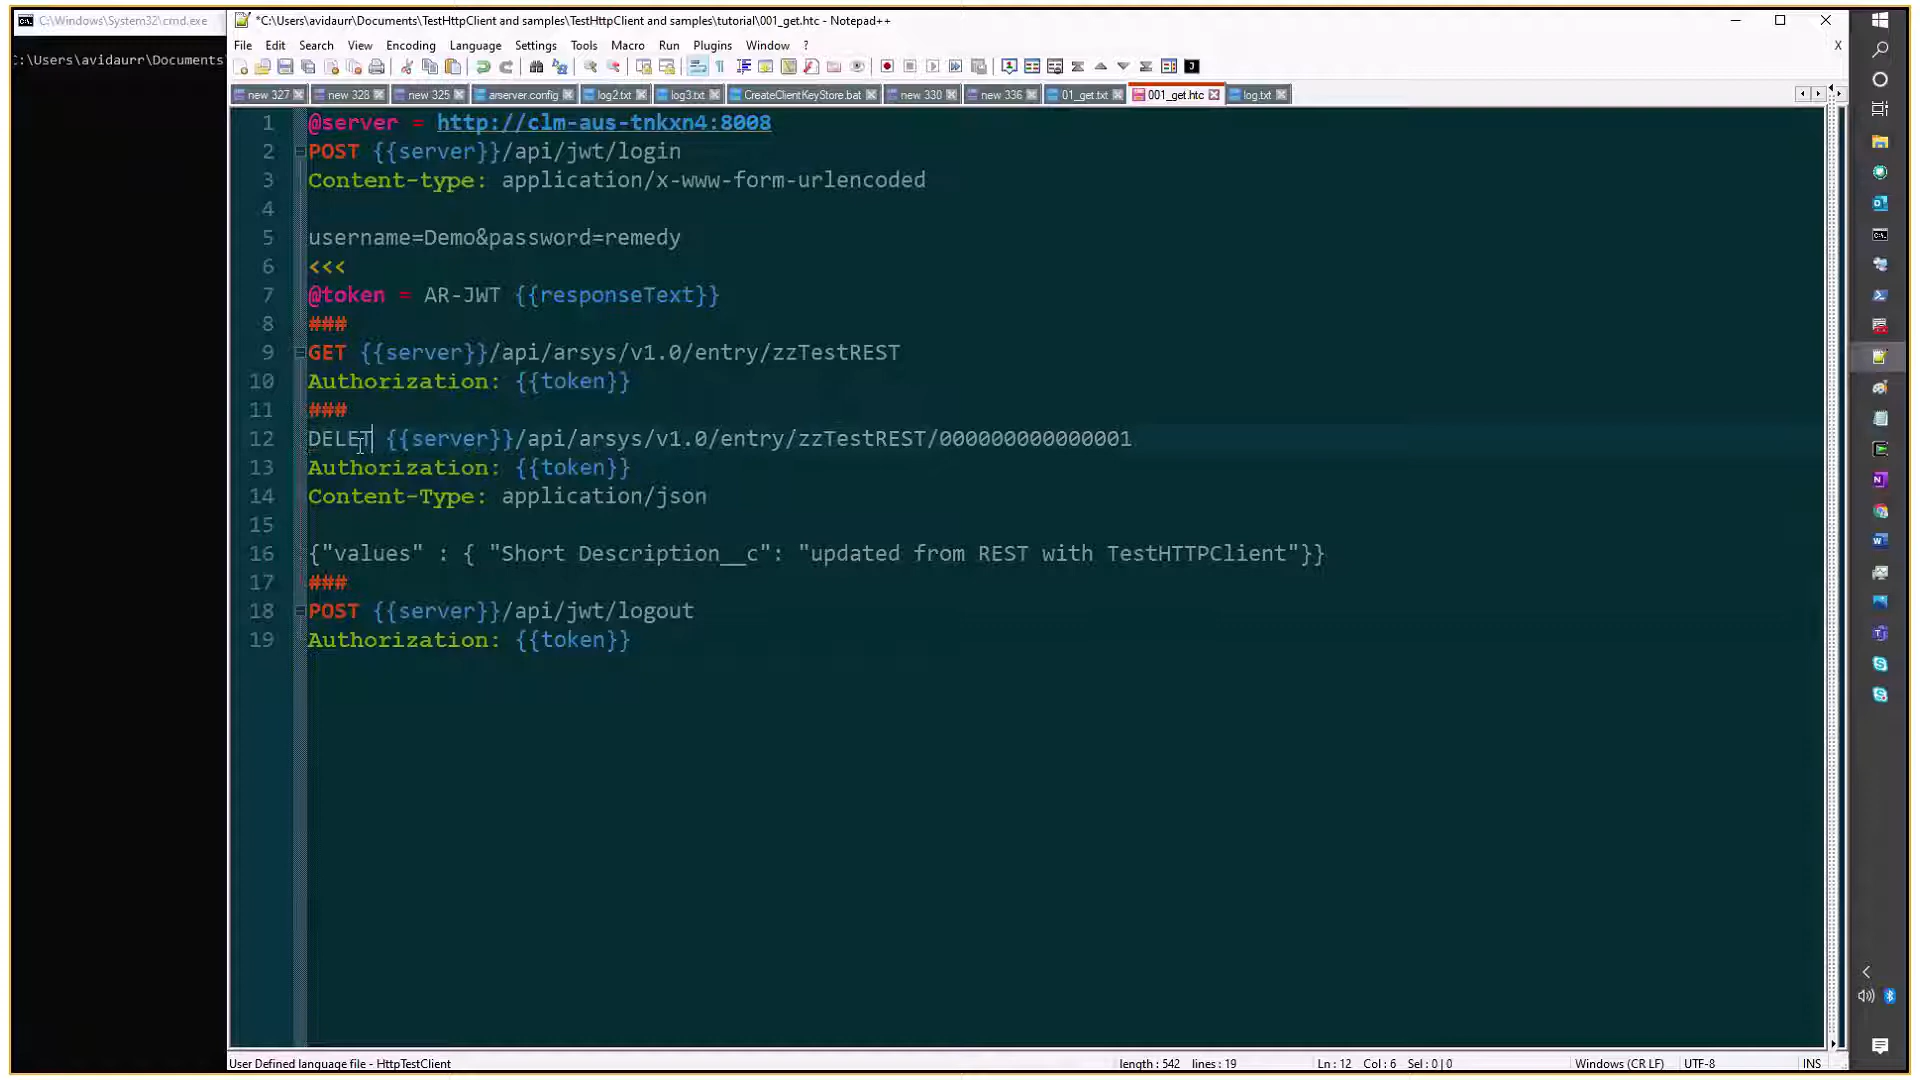 C:\Windows\System32\cmd.exe
*C:\Users\avidaurr\Documents\TestHttpClient and samples\TestHttpClient and samples\tutorial\001_get.htc - Notepad++
:\Users\avidaurr\Documents
File Edit Search View Encoding Language Settings Tools Macro Run Plugins Window ?
X
new 327 new 328 new 325 arserver.config log2.txt log3.txt CreateClientKeyStore.bat new 330 new 336 01_get.txt 001_get.htc log.txt
1 @server = http://clm-aus-tnkxn4:8008
2 POST {{server}}/api/jwt/login
3 Content-type: application/x-www-form-urlencoded
4
5 username=Demo&password=remedy
6 <<<
7 @token = AR-JWT {{responseText}}
8 ###
9 GET {{server}}/api/arsys/v1.0/entry/zzTestREST
10 Authorization: {{token}}
11 ###
12 DELET {{server}}/api/arsys/v1.0/entry/zzTestREST/000000000000001
13 Authorization: {{token}}
14 Content-Type: application/json
15
16 {"values" : { "Short Description__c": "updated from REST with TestHTTPClient"}}
17 ###
18 POST {{server}}/api/jwt/logout
19 Authorization: {{token}}
User Defined language file - HttpTestClient length : 542 lines : 19 Ln : 12 Col : 6 Sel : 0 | 0 Windows (CR LF) UTF-8 INS